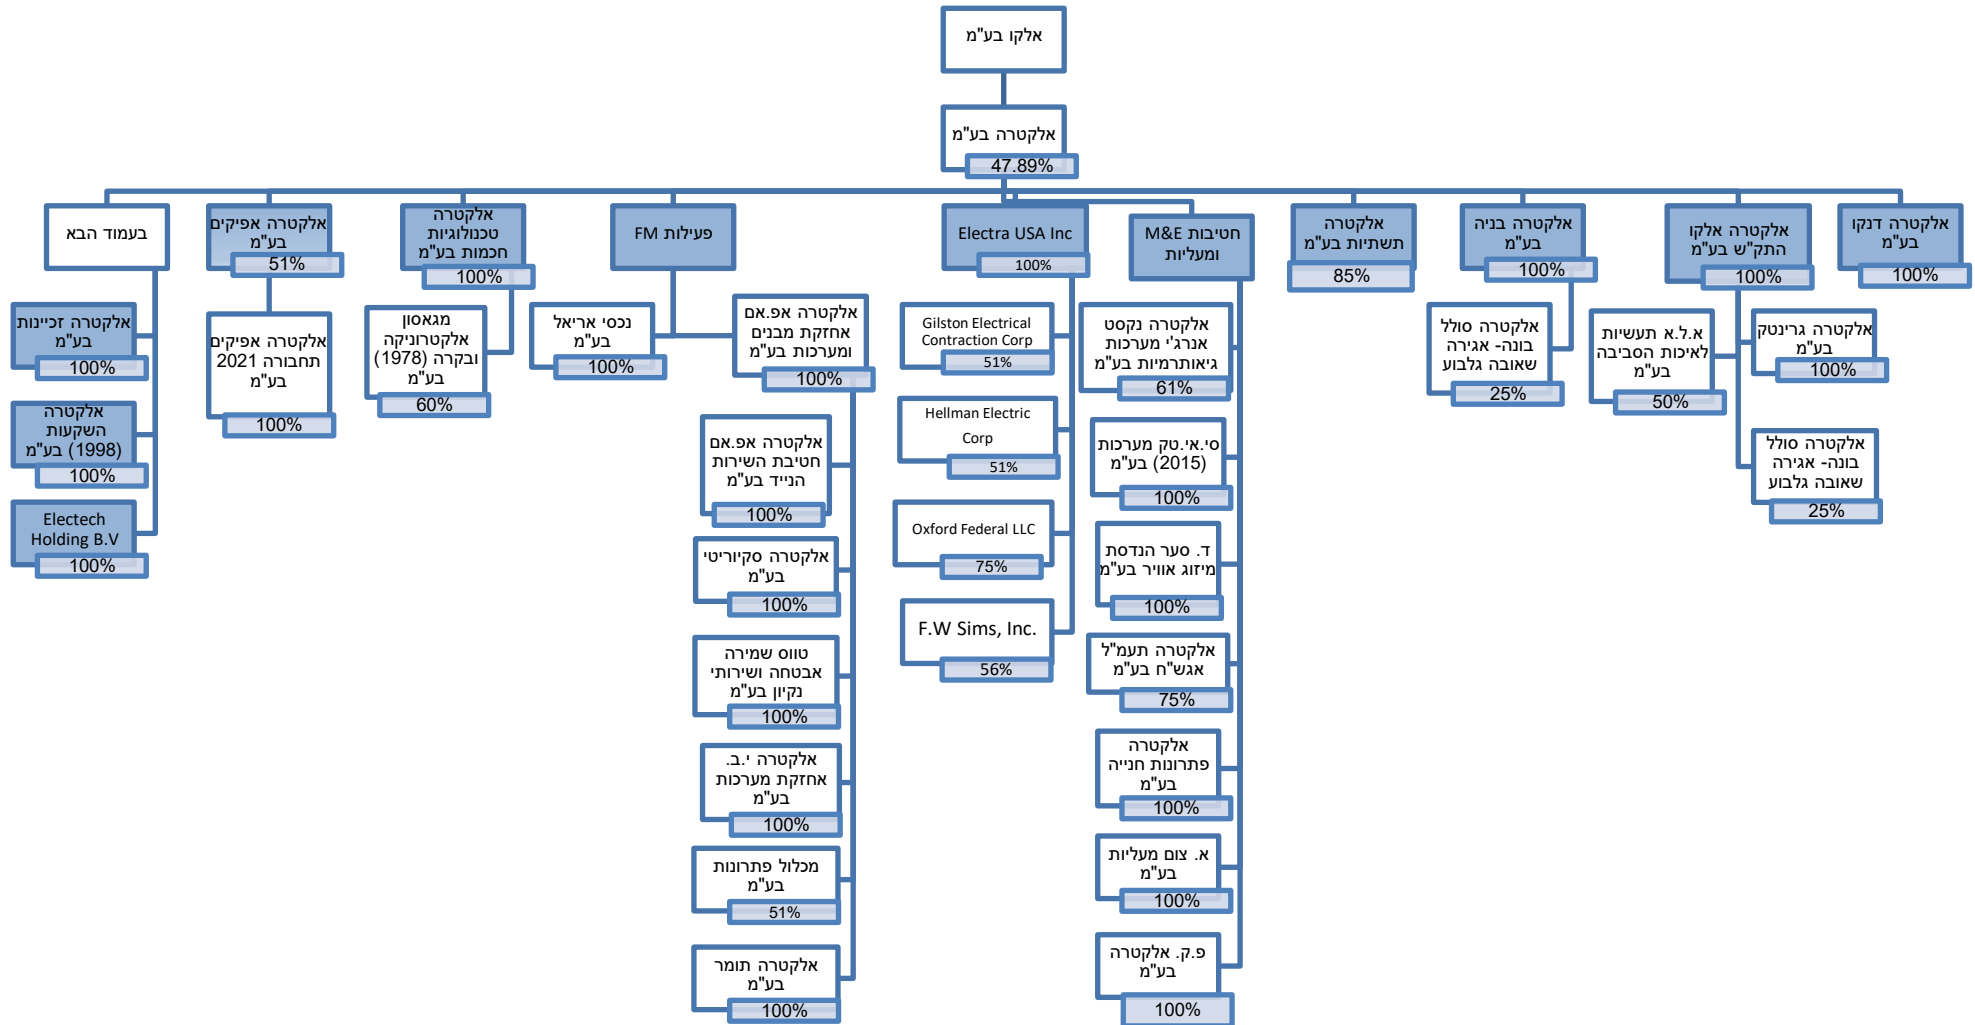 אלקו בע"מ
אלקטרה בע"מ
47.89%
אלקטרה דנקו
בע"מ
100%
אלקטרה אלקו
התק"ש בע"מ
100%
אלקטרה גרינטק
בע"מ
100%
א.ל.א תעשיות
לאיכות הסביבה
בע"מ
50%
אלקטרה סולל
בונה- אגירה
שאובה גלבוע
25%
אלקטרה בניה
בע"מ
100%
אלקטרה סולל
בונה- אגירה
שאובה גלבוע
25%
אלקטרה
תשתיות בע"מ
85%
חטיבות M&E
ומעליות
אלקטרה נקסט
אנרג'י מערכות
גיאותרמיות בע"מ
61%
סי.אי.טק מערכות
(2015) בע"מ
100%
ד. סער הנדסת
מיזוג אוויר בע"מ
100%
אלקטרה תעמ"ל
אגש"ח בע"מ
75%
אלקטרה
פתרונות חנייה
בע"מ
100%
א. צום מעליות
בע"מ
100%
פ.ק. אלקטרה
בע"מ
100%
Electra USA Inc
100%
Gilston Electrical
Contraction Corp
51%
Hellman Electric
Corp
51%
Oxford Federal LLC
75%
F.W Sims, Inc.
56%
פעילות FM
אלקטרה אפ.אם
אחזקת מבנים
ומערכות בע"מ
100%
נכסי אריאל
בע"מ
100%
אלקטרה אפ.אם
חטיבת השירות
הנייד בע"מ
100%
אלקטרה סקיוריטי
בע"מ
100%
טווס שמירה
אבטחה ושירותי
נקיון בע"מ
100%
אלקטרה י.ב.
אחזקת מערכות
בע"מ
100%
מכלול פתרונות
בע"מ
51%
אלקטרה תומר
בע"מ
100%
אלקטרה
טכנולוגיות
חכמות בע"מ
100%
מגאסון
אלקטרוניקה
ובקרה (1978)
בע"מ
60%
אלקטרה אפיקים
בע"מ
51%
אלקטרה אפיקים
תחבורה 2021
בע"מ
100%
בעמוד הבא
אלקטרה זכיינות
בע"מ
100%
אלקטרה
השקעות
(1998) בע"מ
100%
Electech
Holding B.V
100%